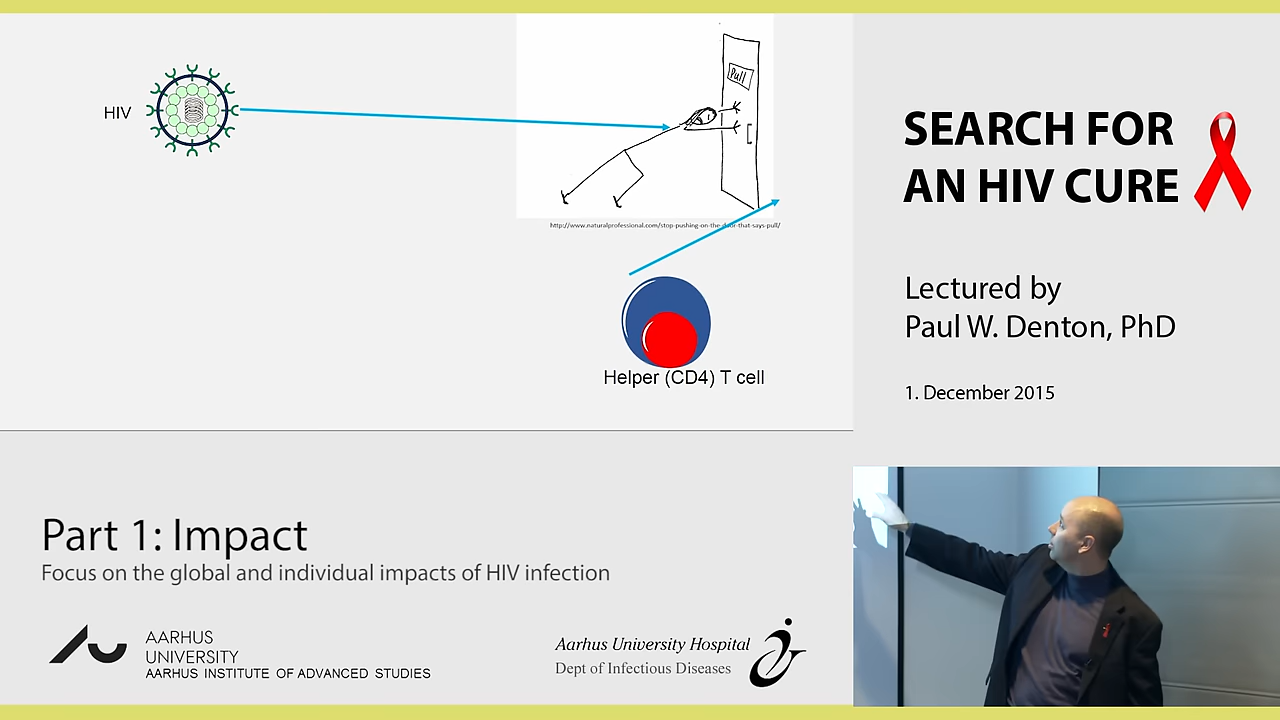 HIV
Pull
http://www.naturalprofessional.com/stop-pushing-on-the-door-that-says-pull/
Helper (CD4) T cell
SEARCH FOR
AN HIV CURE
Lectured by
Paul W. Denton, PhD
1. December 2015
Part 1: Impact
Focus on the global and individual impacts of HIV infection
AARHUS
UNIVERSITY
AARHUS INSTITUTE OF ADVANCED STUDIES
Aarhus University Hospital
Dept of Infectious Diseases